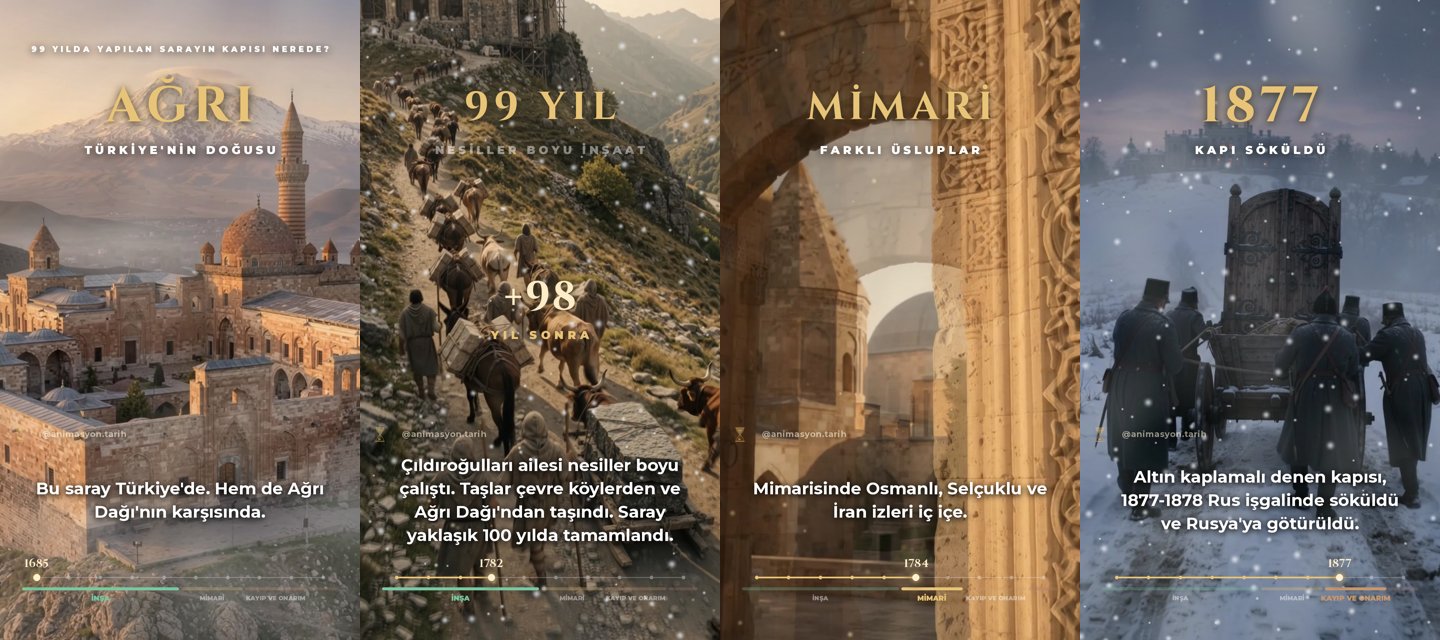 99 YILDA YAPILAN SARAYIN KAPISI NEREDE?
AĞRI
TÜRKİYE'NİN DOĞUSU
@animasyon.tarih
Bu saray Türkiye'de. Hem de Ağrı
Dağı'nın karşısında.
1685
İNŞA
MİMARİ
KAYIP VE ONARIM
99 YIL
NESİLLER BOYU İNŞAAT
+98
YIL SONRA
@animasyon.tarih
Çıldıroğulları ailesi nesiller boyu
çalıştı. Taşlar çevre köylerden ve
Ağrı Dağı'ndan taşındı. Saray
yaklaşık 100 yılda tamamlandı.
1782
İNŞA
MİMARİ
KAYIP VE ONARIM
MİMARİ
FARKLI ÜSLUPLAR
@animasyon.tarih
Mimarisinde Osmanlı, Selçuklu ve
İran izleri iç içe.
1784
İNŞA
MİMARİ
KAYIP VE ONARIM
1877
KAPI SÖKÜLDÜ
@animasyon.tarih
Altın kaplamalı denen kapısı,
1877-1878 Rus işgalinde söküldü
ve Rusya'ya götürüldü.
1877
İNŞA
MİMARİ
KAYIP VE ONARIM